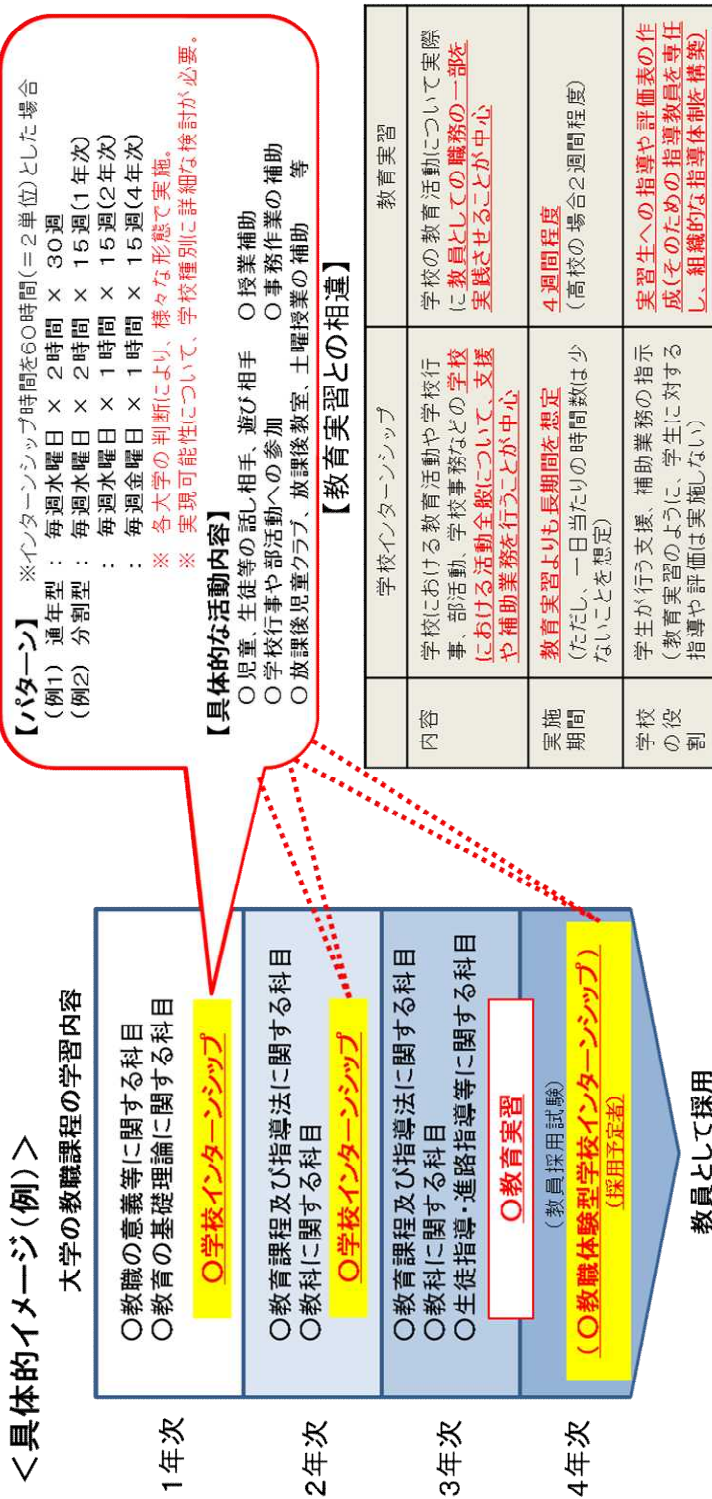 ＜具体的イメージ（例）＞
大学の教職課程の学習内容
1年次
○教職の意義等に関する科目
○教育の基礎理論に関する科目
○学校インターンシップ
2年次
○教育課程及び指導法に関する科目
○教科に関する科目
○学校インターンシップ
3年次
○教育課程及び指導法に関する科目
○教科に関する科目
○生徒指導・進路指導等に関する科目
○教育実習
4年次
（教員採用試験）
（○教職体験型学校インターンシップ）
（採用予定者）
教員として採用
【パターン】 ※インターンシップ時間を60時間（＝2単位）とした場合
（例1） 通年型 ： 毎週水曜日 × 2時間 × 30週
（例2） 分割型 ： 毎週水曜日 × 2時間 × 15週（1年次）
： 毎週水曜日 × 1時間 × 15週（2年次）
： 毎週金曜日 × 1時間 × 15週（4年次）
※ 各大学の判断により、様々な形態で実施。
※ 実現可能性について、学校種別に詳細な検討が必要。
【具体的な活動内容】
○児童、生徒等の話し相手、遊び相手 ○授業補助
○学校行事や部活動への参加 ○事務作業の補助
○放課後児童クラブ、放課後教室、土曜授業の補助 等
【教育実習との相違】
学校インターンシップ 教育実習
内容
学校における教育活動や学校行
事、部活動、学校事務などの学校
における活動全般について、支援
や補助業務を行うことが中心
学校の教育活動について実際
に教員としての職務の一部を
実践させることが中心
実施
期間
教育実習よりも長期間を想定
（ただし、一日当たりの時間数は少
ないことを想定）
4週間程度
（高校の場合2週間程度）
学校
の役
割
学生が行う支援、補助業務の指示
（教育実習のように、学生に対する
指導や評価は実施しない）
実習生への指導や評価表の作
成（そのための指導教員を専任
し、組織的な指導体制を構築）